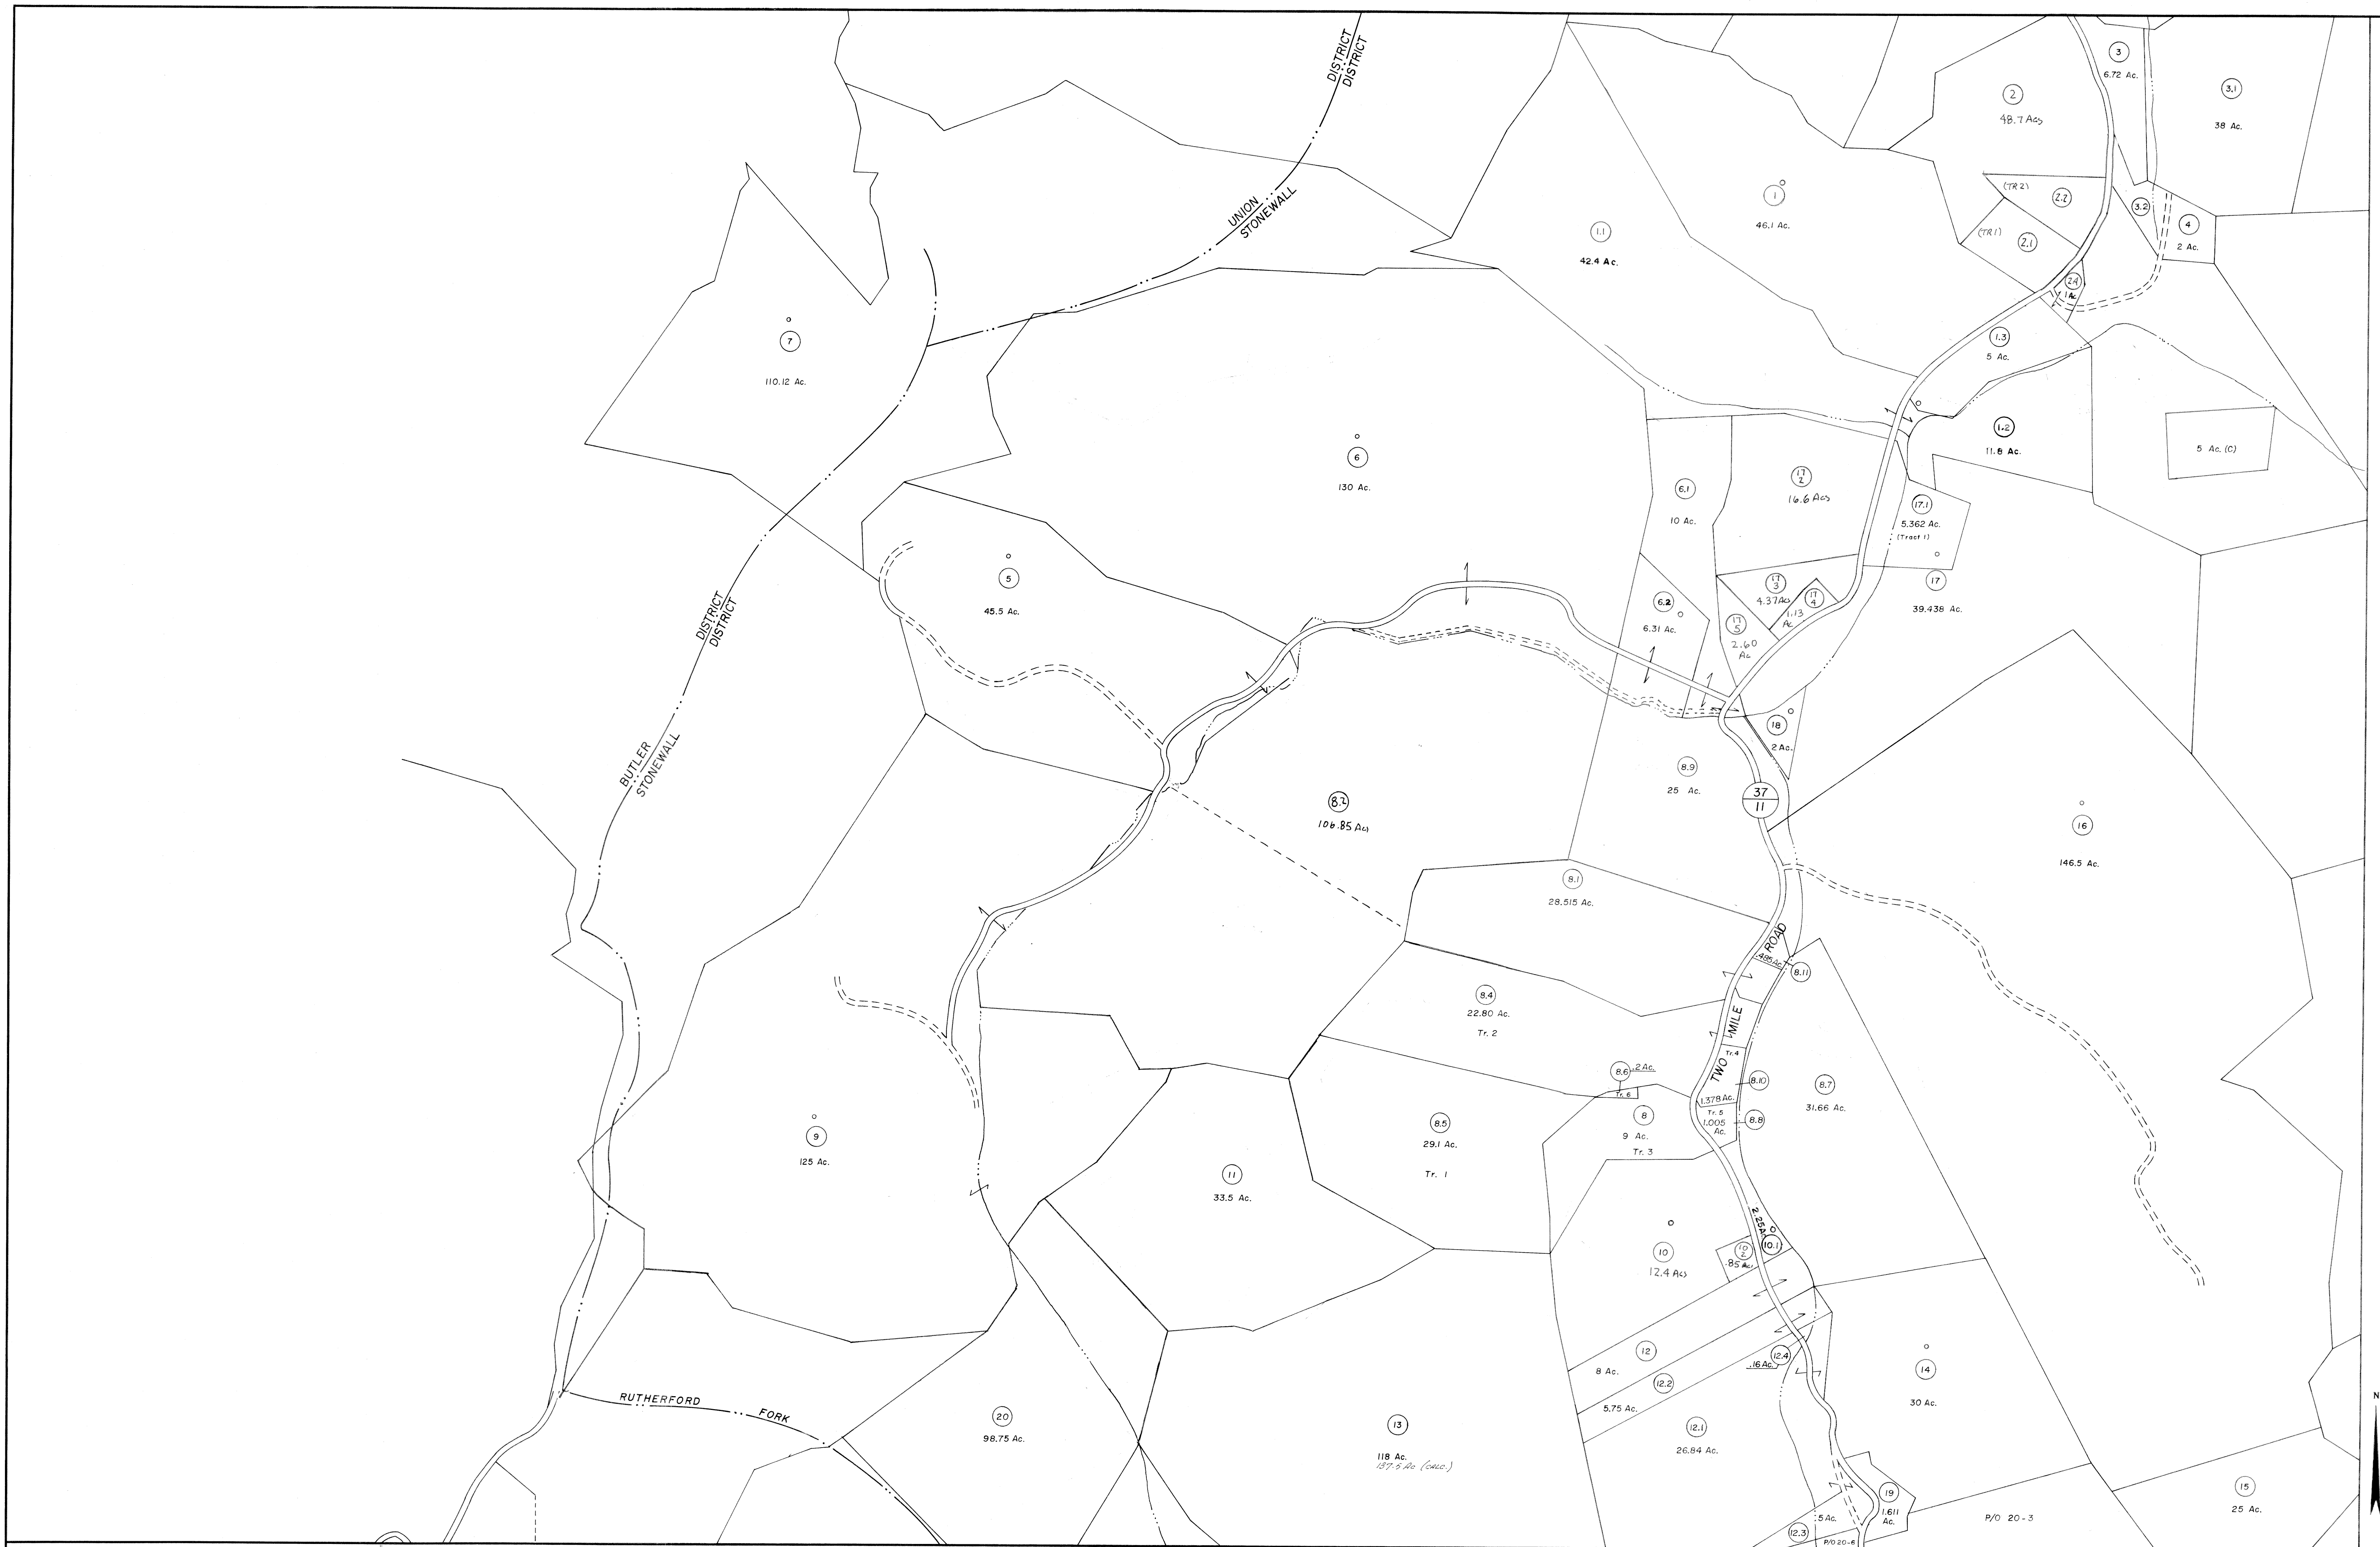 DISTRICT
DISTRICT
UNION
STONEWALL
3
6.72 Ac.
3.1
38 Ac.
2
48.7 Acs
(TR 2)
2.2
(TR 1)
2.1
3.2
4
2 Ac.
1 Ac
1
46.1 Ac.
1.1
42.4 Ac.
1.3
5 Ac.
1.2
11.8 Ac.
5 Ac. (C)
7
110.12 Ac.
6
130 Ac.
6.1
10 Ac.
17
2
16.6 Acs
17.1
5.362 Ac.
(Tract 1)
17
39.438 Ac.
17
3
4.37 Acs
17
4
1.13
Ac
17
5
2.60
Ac
6.2
6.31 Ac.
5
45.5 Ac.
DISTRICT
DISTRICT
BUTLER
STONEWALL
18
2 Ac.
8.9
25 Ac.
37
11
8.2
106.85 Acs
16
146.5 Ac.
8.1
28.515 Ac.
TWO MILE ROAD
.485 Ac.
8.11
8.4
22.80 Ac.
Tr. 2
Tr. 4
8.6
.2 Ac.
Tr. 6
8.10
1.378 Ac.
Tr. 5
1.005
Ac.
8.8
8.7
31.66 Ac.
8
9 Ac.
Tr. 3
8.5
29.1 Ac.
Tr. 1
9
125 Ac.
11
33.5 Ac.
2.25 Ac.
10.1
10
2
.85 Ac
10
12.4 Acs
12
8 Ac.
12.4
.16 Ac.
12.2
5.75 Ac.
14
30 Ac.
12.1
26.84 Ac.
RUTHERFORD FORK
20
98.75 Ac.
13
118 Ac.
137.5 Ac (CALC.)
19
1.611
Ac.
.5 Ac.
12.3
P/O 20-6
P/O 20-3
15
25 Ac.
N